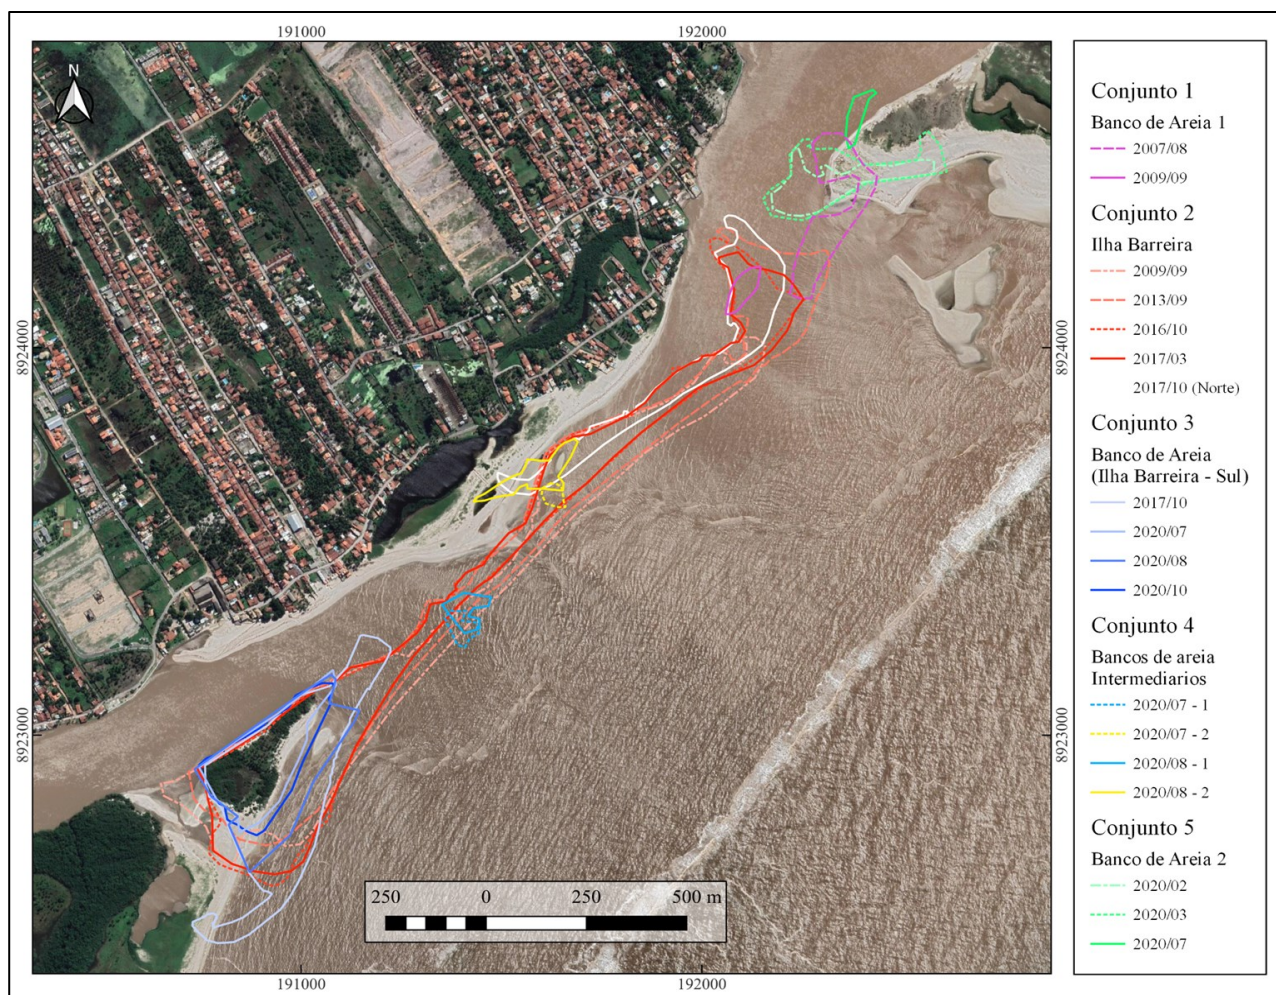 191000
192000
N
8924000
8924000
8923000
8923000
250
0
250
500 m
191000
192000
Conjunto 1
Banco de Areia 1
2007/08
2009/09
Conjunto 2
Ilha Barreira
2009/09
2013/09
2016/10
2017/03
2017/10 (Norte)
Conjunto 3
Banco de Areia
(Ilha Barreira - Sul)
2017/10
2020/07
2020/08
2020/10
Conjunto 4
Bancos de areia
Intermediarios
2020/07 - 1
2020/07 - 2
2020/08 - 1
2020/08 - 2
Conjunto 5
Banco de Areia 2
2020/02
2020/03
2020/07